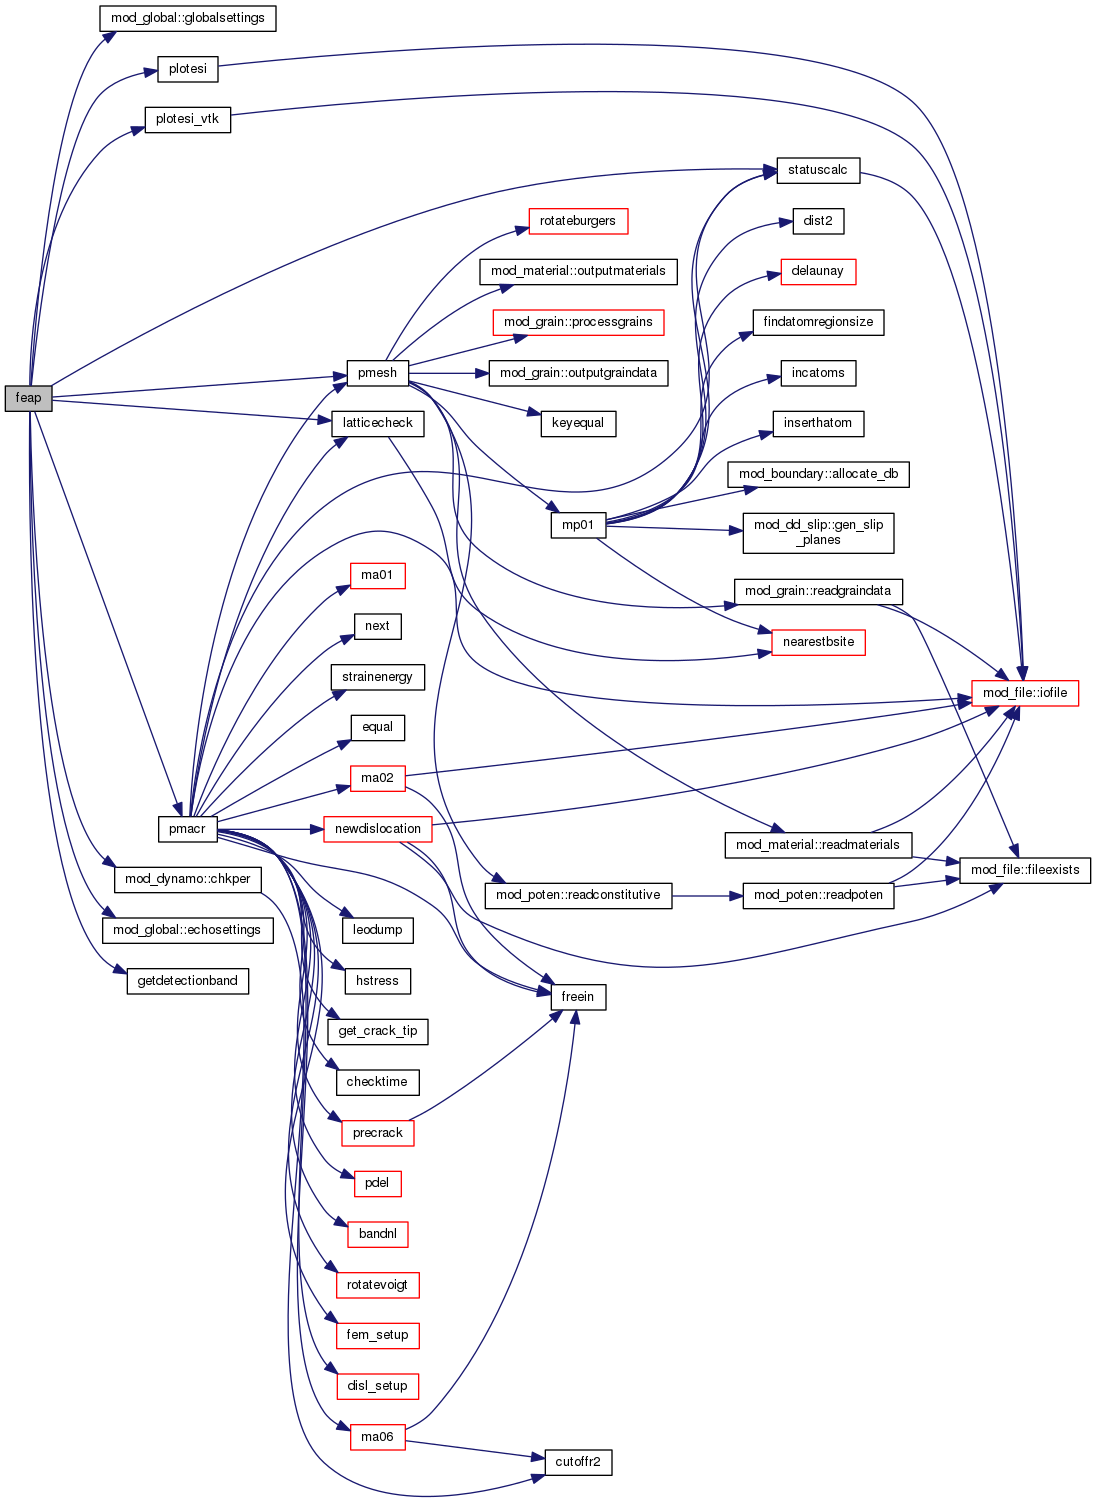 mod_global::globalsettings
plotesi
plotesi_vtk
statuscalc
rotateburgers
dist2
mod_material::outputmaterials
delaunay
mod_grain::processgrains
findatomregionsize
pmesh
mod_grain::outputgraindata
incatoms
feap
latticecheck
keyequal
inserthatom
mod_boundary::allocate_db
mp01
mod_dd_slip::gen_slip
_planes
ma01
mod_grain::readgraindata
next
nearestbsite
strainenergy
mod_file::iofile
equal
ma02
pmacr
newdislocation
mod_material::readmaterials
mod_file::fileexists
mod_dynamo::chkper
mod_poten::readconstitutive
mod_poten::readpoten
mod_global::echosettings
leodump
getdetectionband
hstress
freein
get_crack_tip
checktime
precrack
pdel
bandnl
rotatevoigt
fem_setup
disl_setup
ma06
cutoffr2